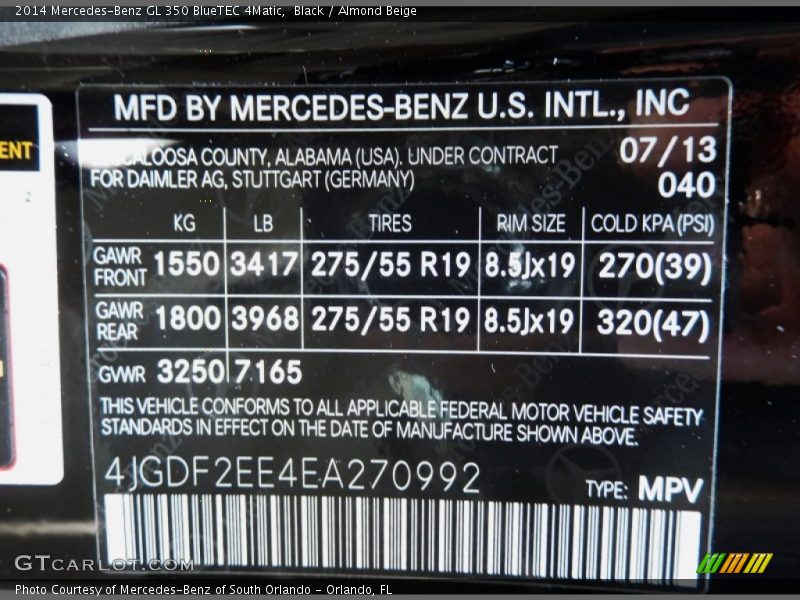 2014 Mercedes-Benz GL 350 BlueTEC 4Matic, Black / Almond Beige
ENT
2
MFD BY MERCEDES-BENZ U.S. INTL., INC
CALOOSA COUNTY, ALABAMA (USA). UNDER CONTRACT 07/13
FOR DAIMLER AG, STUTTGART (GERMANY) 040
KG LB TIRES RIM SIZE COLD KPA (PSI)
GAWR FRONT 1550 3417 275/55 R19 8.5Jx19 270(39)
GAWR REAR 1800 3968 275/55 R19 8.5Jx19 320(47)
GVWR 3250 7165
THIS VEHICLE CONFORMS TO ALL APPLICABLE FEDERAL MOTOR VEHICLE SAFETY
STANDARDS IN EFFECT ON THE DATE OF MANUFACTURE SHOWN ABOVE.
4JGDF2EE4EA270992 TYPE: MPV
GTCARLOT.COM
Photo Courtesy of Mercedes-Benz of South Orlando - Orlando, FL